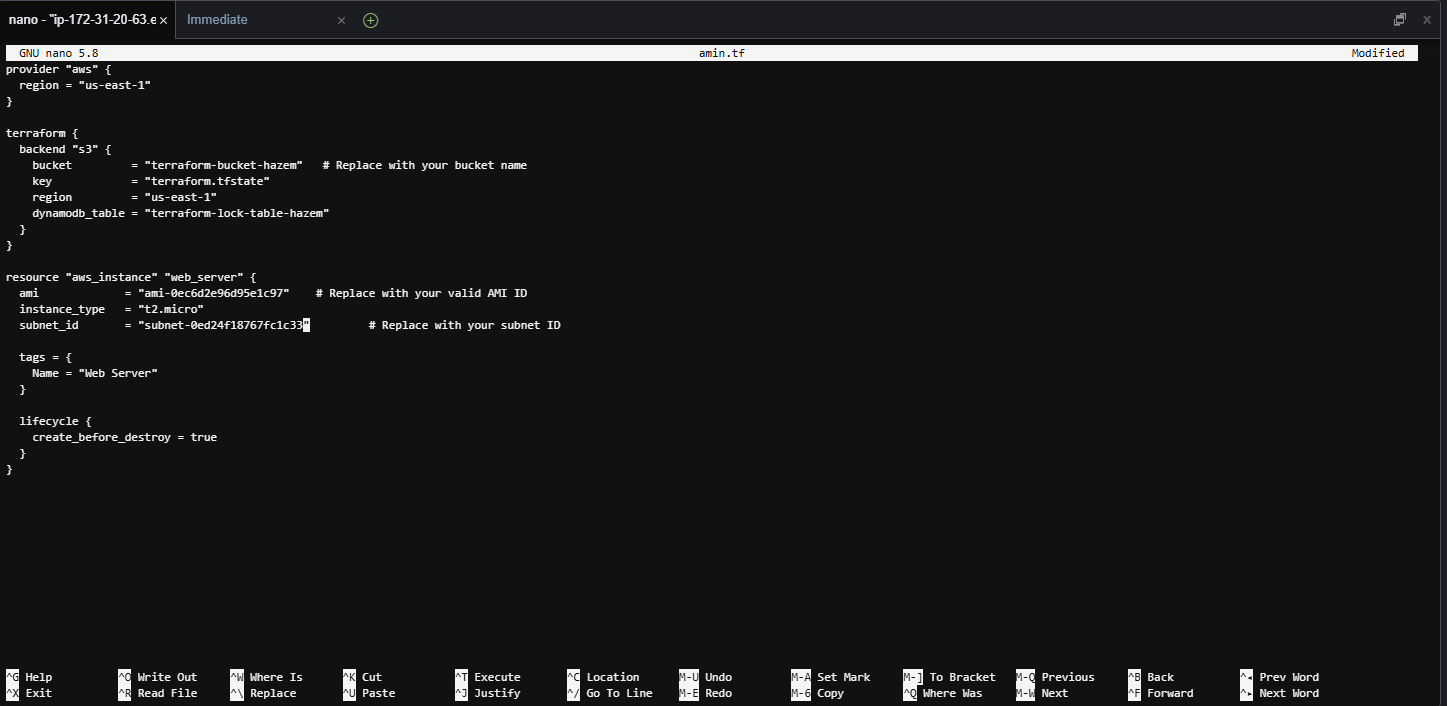 nano - "ip-172-31-20-63.e × Immediate ×
GNU nano 5.8 amin.tf Modified
provider "aws" {
  region = "us-east-1"
}
terraform {
  backend "s3" {
    bucket         = "terraform-bucket-hazem"   # Replace with your bucket name
    key            = "terraform.tfstate"
    region         = "us-east-1"
    dynamodb_table = "terraform-lock-table-hazem"
  }
}
resource "aws_instance" "web_server" {
  ami             = "ami-0ec6d2e96d95e1c97"    # Replace with your valid AMI ID
  instance_type   = "t2.micro"
  subnet_id       = "subnet-0ed24f18767fc1c33"         # Replace with your subnet ID
  tags = {
    Name = "Web Server"
  }
  lifecycle {
    create_before_destroy = true
  }
}
^G Help ^O Write Out ^W Where Is ^K Cut ^T Execute ^C Location M-U Undo M-A Set Mark M-] To Bracket M-Q Previous ^B Back ^◂ Prev Word
^X Exit ^R Read File ^\ Replace ^U Paste ^J Justify ^/ Go To Line M-E Redo M-6 Copy ^Q Where Was M-W Next ^F Forward ^▸ Next Word